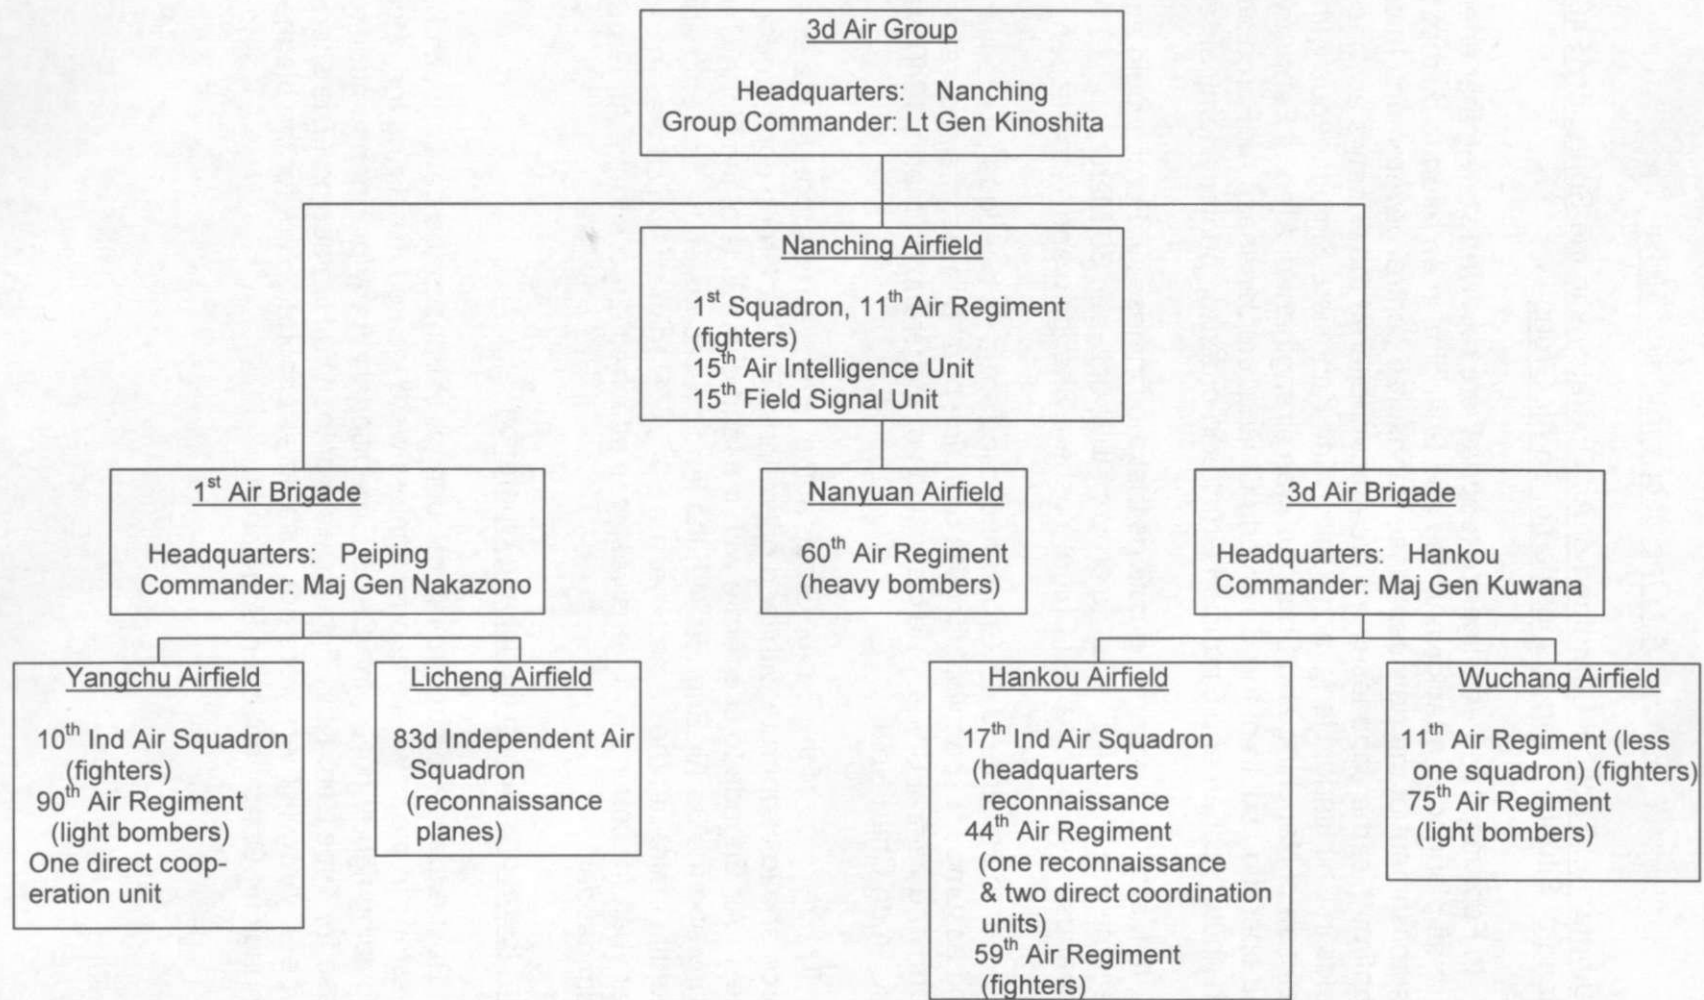 3d Air Group
Headquarters: Nanching
Group Commander: Lt Gen Kinoshita
Nanching Airfield
1st Squadron, 11th Air Regiment
(fighters)
15th Air Intelligence Unit
15th Field Signal Unit
1st Air Brigade
Headquarters: Peiping
Commander: Maj Gen Nakazono
Nanyuan Airfield
60th Air Regiment
(heavy bombers)
3d Air Brigade
Headquarters: Hankou
Commander: Maj Gen Kuwana
Yangchu Airfield
10th Ind Air Squadron
(fighters)
90th Air Regiment
(light bombers)
One direct coop-
eration unit
Licheng Airfield
83d Independent Air
Squadron
(reconnaissance
planes)
Hankou Airfield
17th Ind Air Squadron
(headquarters
reconnaissance
44th Air Regiment
(one reconnaissance
& two direct coordination
units)
59th Air Regiment
(fighters)
Wuchang Airfield
11th Air Regiment (less
one squadron) (fighters)
75th Air Regiment
(light bombers)